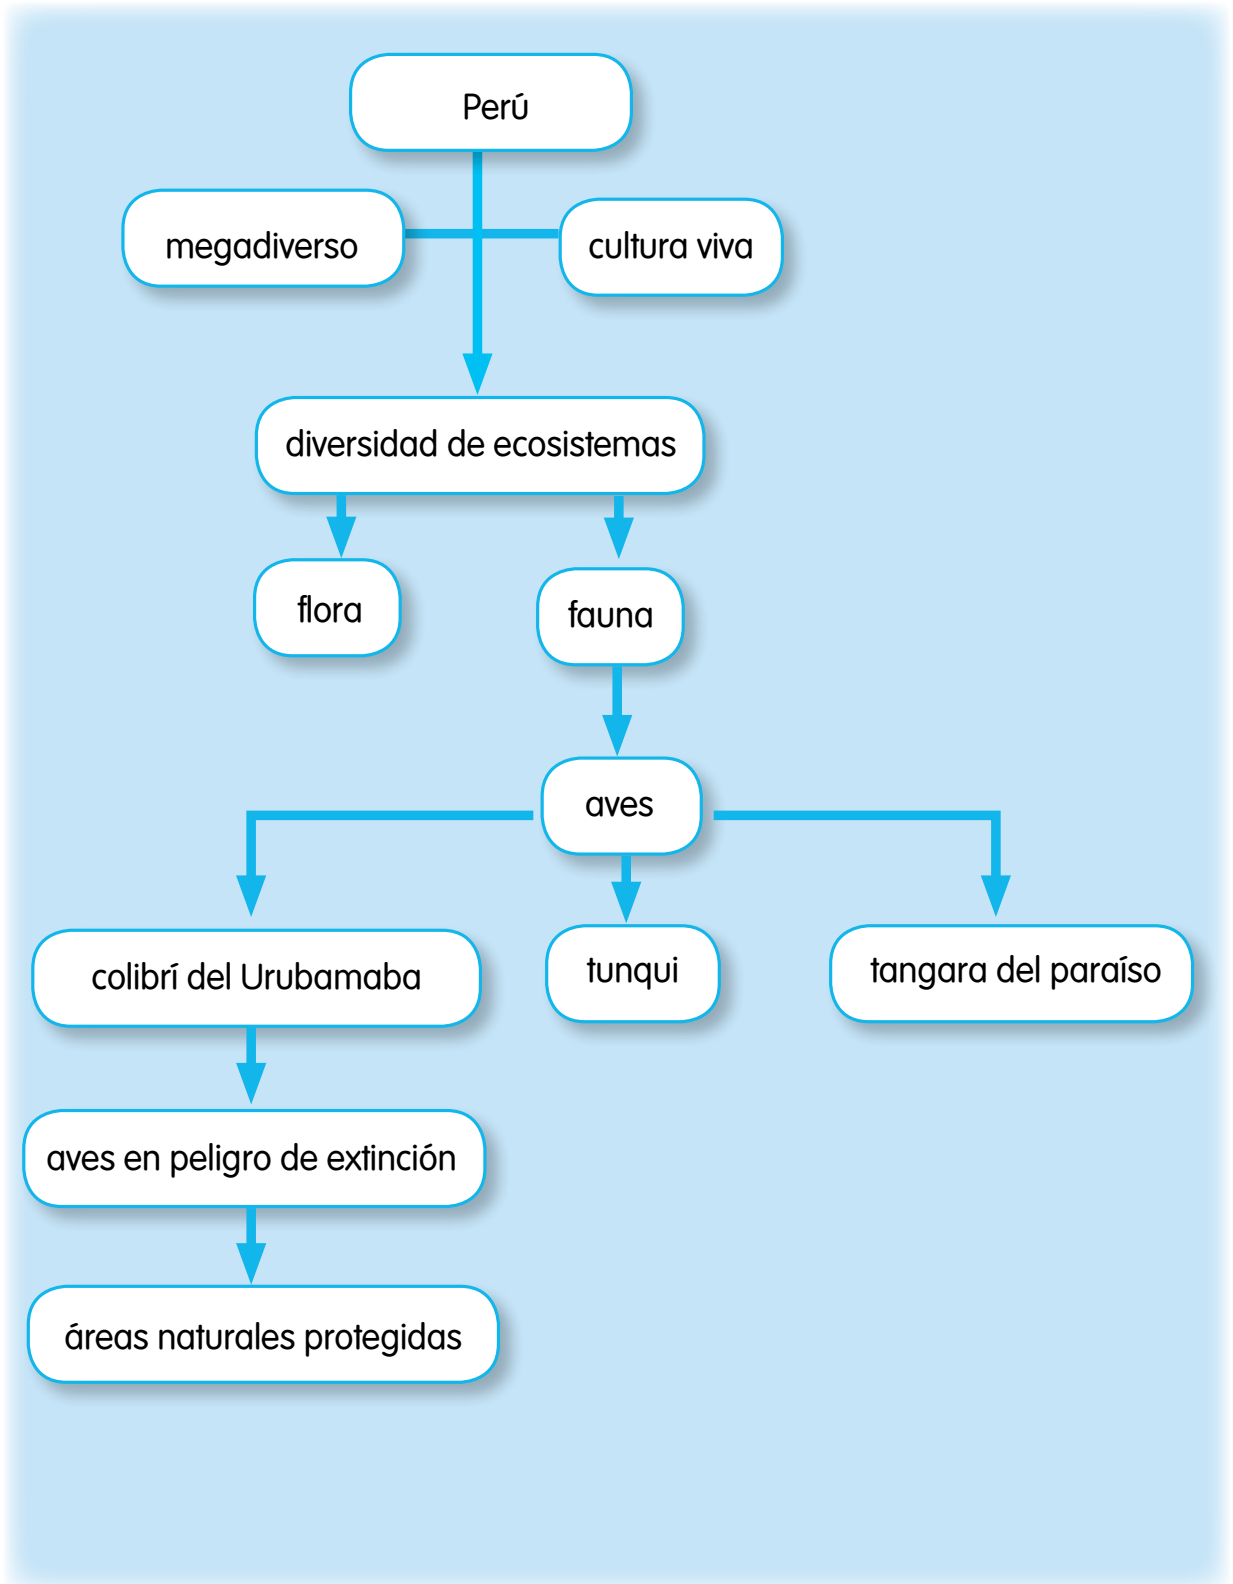 Perú
megadiverso
cultura viva
diversidad de ecosistemas
flora
fauna
aves
colibrí del Urubamaba
tunqui
tangara del paraíso
aves en peligro de extinción
áreas naturales protegidas